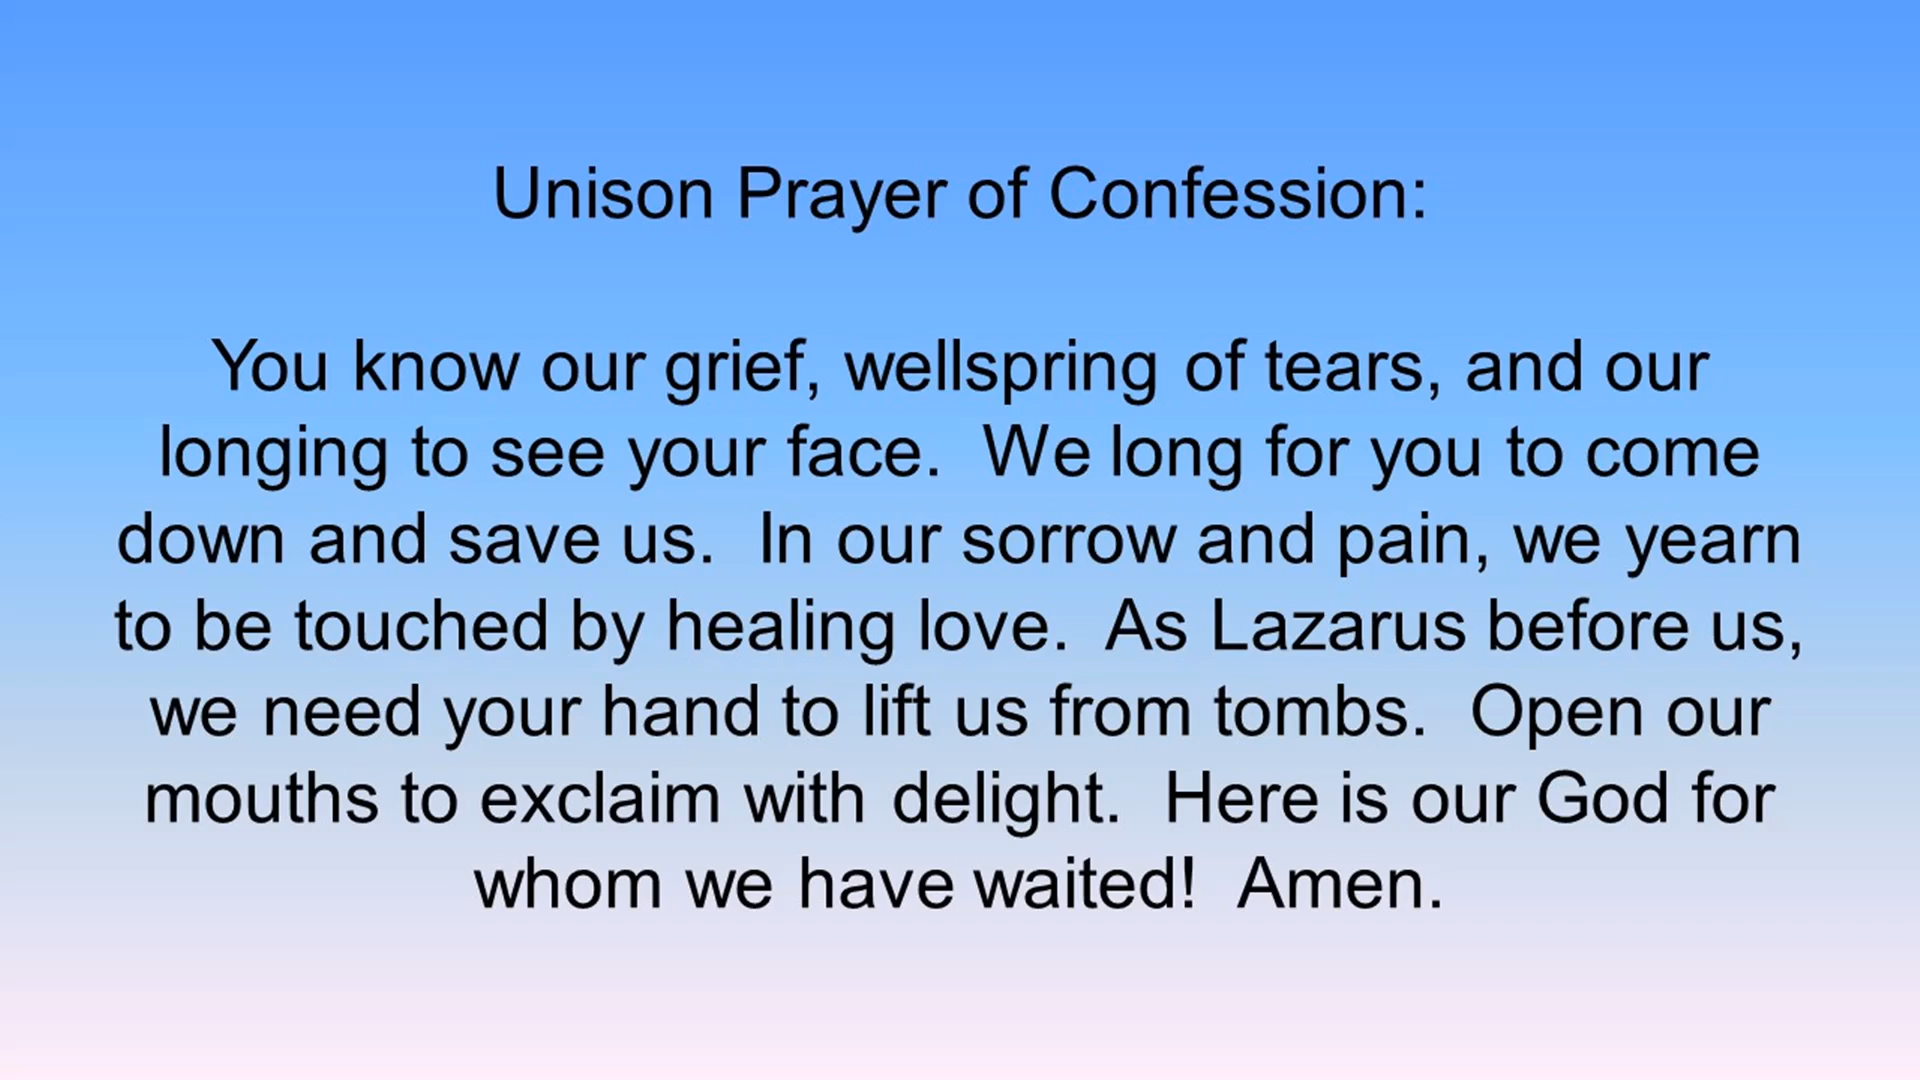 Unison Prayer of Confession:
You know our grief, wellspring of tears, and our
longing to see your face.  We long for you to come
down and save us.  In our sorrow and pain, we yearn
to be touched by healing love.  As Lazarus before us,
we need your hand to lift us from tombs.  Open our
mouths to exclaim with delight.  Here is our God for
whom we have waited!  Amen.